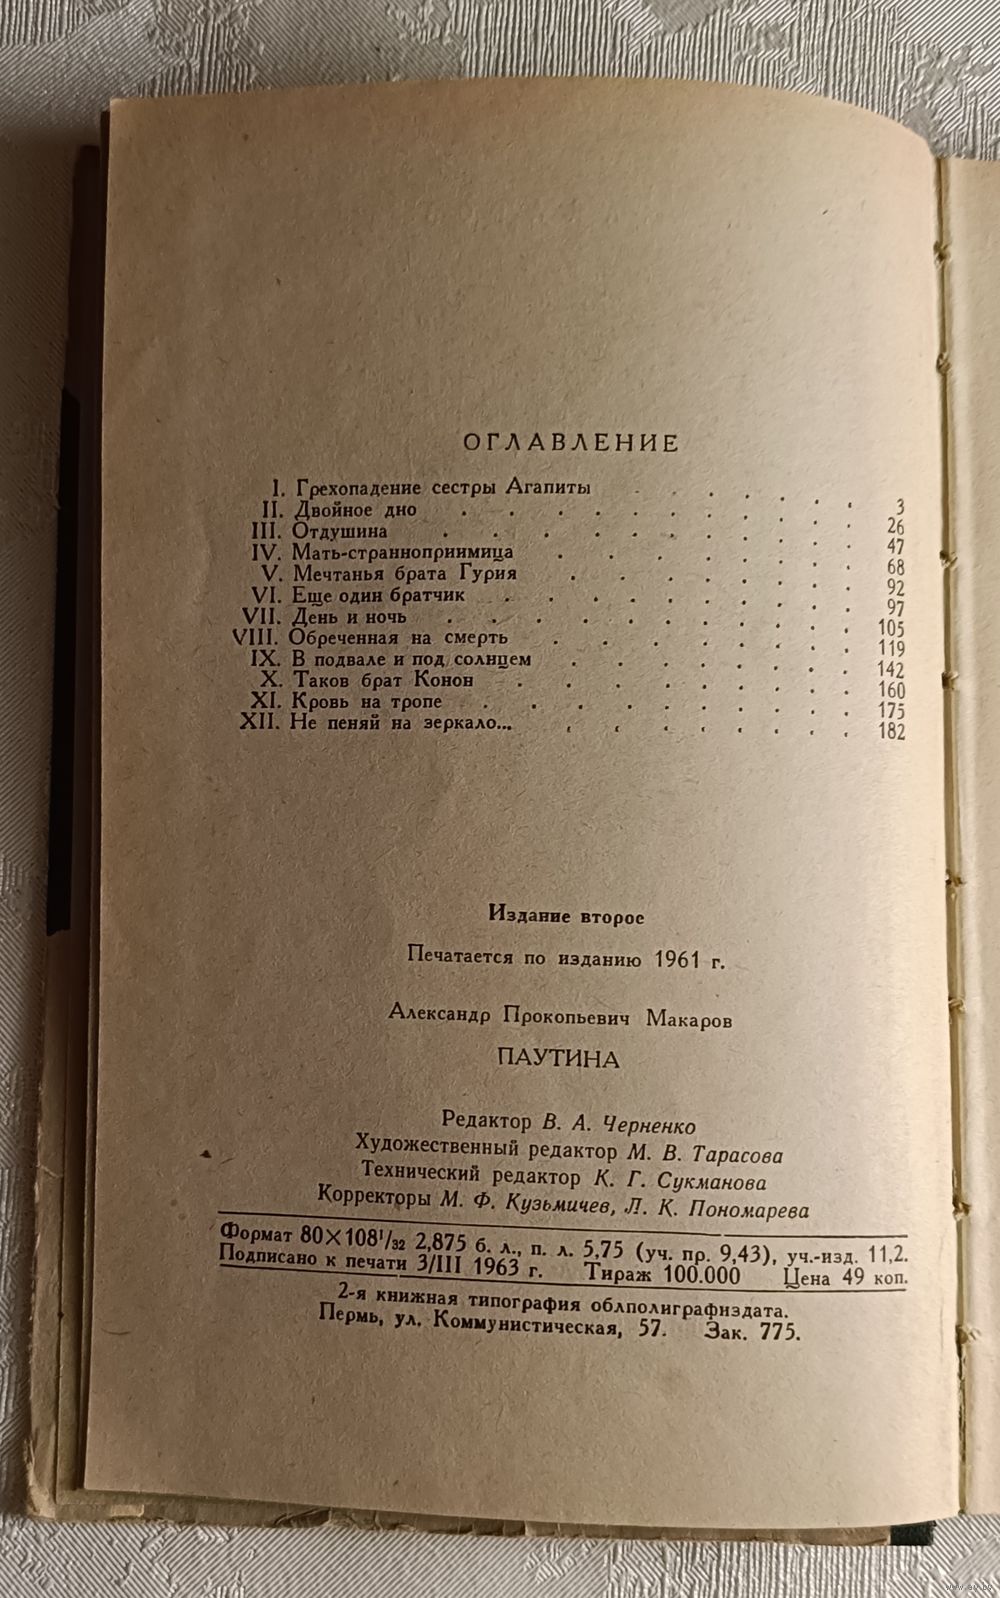 ОГЛАВЛЕНИЕ
I. Грехопадение сестры Агапиты . . . . . . 3
II. Двойное дно . . . . . . . . . 26
III. Отдушина . . . . . . . . . 47
IV. Мать-странноприимица . . . . . . . 68
V. Мечтанья брата Гурия . . . . . . . 92
VI. Еще один братчик . . . . . . . . 97
VII. День и ночь . . . . . . . . . 105
VIII. Обреченная на смерть . . . . . . . 119
IX. В подвале и под солнцем . . . . . . . 142
X. Таков брат Конон . . . . . . . . 160
XI. Кровь на тропе . . . . . . . . . 175
XII. Не пеняй на зеркало... . . . . . . . 182
Издание второе
Печатается по изданию 1961 г.
Александр Прокопьевич Макаров
ПАУТИНА
Редактор В. А. Черненко
Художественный редактор М. В. Тарасова
Технический редактор К. Г. Сукманова
Корректоры М. Ф. Кузьмичев, Л. К. Пономарева
Формат 80×108¹/₃₂ 2,875 б. л., п. л. 5,75 (уч. пр. 9,43), уч.-изд. 11,2.
Подписано к печати 3/III 1963 г. Тираж 100.000 Цена 49 коп.
2-я книжная типография облполиграфиздата.
Пермь, ул. Коммунистическая, 57. Зак. 775.